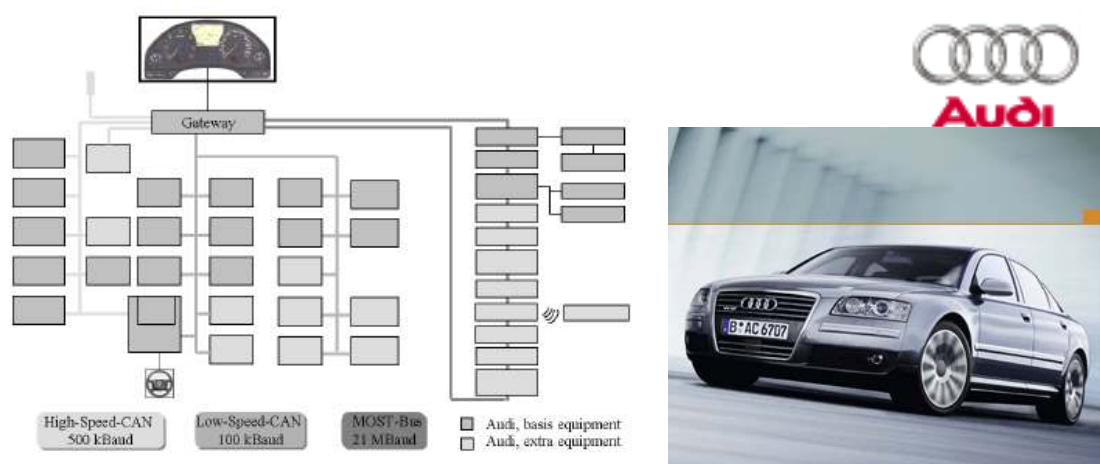 Audi
Gateway
High-Speed-CAN
500 kBaud
Low-Speed-CAN
100 kBaud
MOST-Bus
21 MBaud
Audi, basis equipment
Audi, extra equipment
B AC 6707